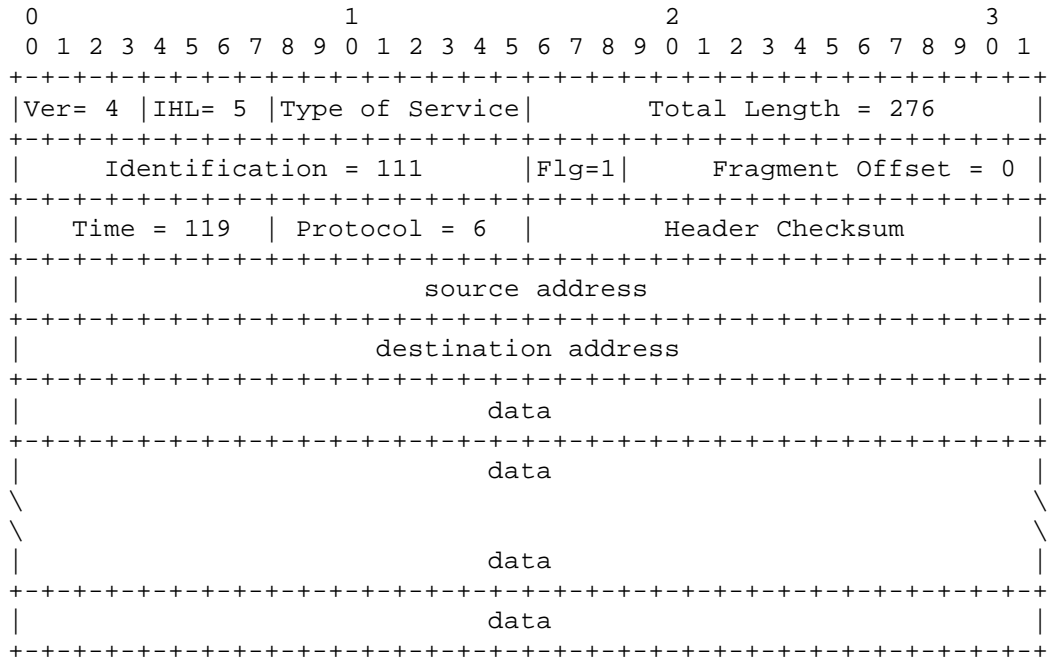 0                   1                   2                   3
 0 1 2 3 4 5 6 7 8 9 0 1 2 3 4 5 6 7 8 9 0 1 2 3 4 5 6 7 8 9 0 1
+-+-+-+-+-+-+-+-+-+-+-+-+-+-+-+-+-+-+-+-+-+-+-+-+-+-+-+-+-+-+-+-+
|Ver= 4 |IHL= 5 |Type of Service|        Total Length = 276     |
+-+-+-+-+-+-+-+-+-+-+-+-+-+-+-+-+-+-+-+-+-+-+-+-+-+-+-+-+-+-+-+-+
|     Identification = 111      |Flg=1|     Fragment Offset = 0 |
+-+-+-+-+-+-+-+-+-+-+-+-+-+-+-+-+-+-+-+-+-+-+-+-+-+-+-+-+-+-+-+-+
|   Time = 119  | Protocol = 6  |        Header Checksum        |
+-+-+-+-+-+-+-+-+-+-+-+-+-+-+-+-+-+-+-+-+-+-+-+-+-+-+-+-+-+-+-+-+
|                         source address                        |
+-+-+-+-+-+-+-+-+-+-+-+-+-+-+-+-+-+-+-+-+-+-+-+-+-+-+-+-+-+-+-+-+
|                      destination address                      |
+-+-+-+-+-+-+-+-+-+-+-+-+-+-+-+-+-+-+-+-+-+-+-+-+-+-+-+-+-+-+-+-+
|                             data                              |
+-+-+-+-+-+-+-+-+-+-+-+-+-+-+-+-+-+-+-+-+-+-+-+-+-+-+-+-+-+-+-+-+
|                             data                              |
\                                                               \
\                                                               \
|                             data                              |
+-+-+-+-+-+-+-+-+-+-+-+-+-+-+-+-+-+-+-+-+-+-+-+-+-+-+-+-+-+-+-+-+
|                             data                              |
+-+-+-+-+-+-+-+-+-+-+-+-+-+-+-+-+-+-+-+-+-+-+-+-+-+-+-+-+-+-+-+-+